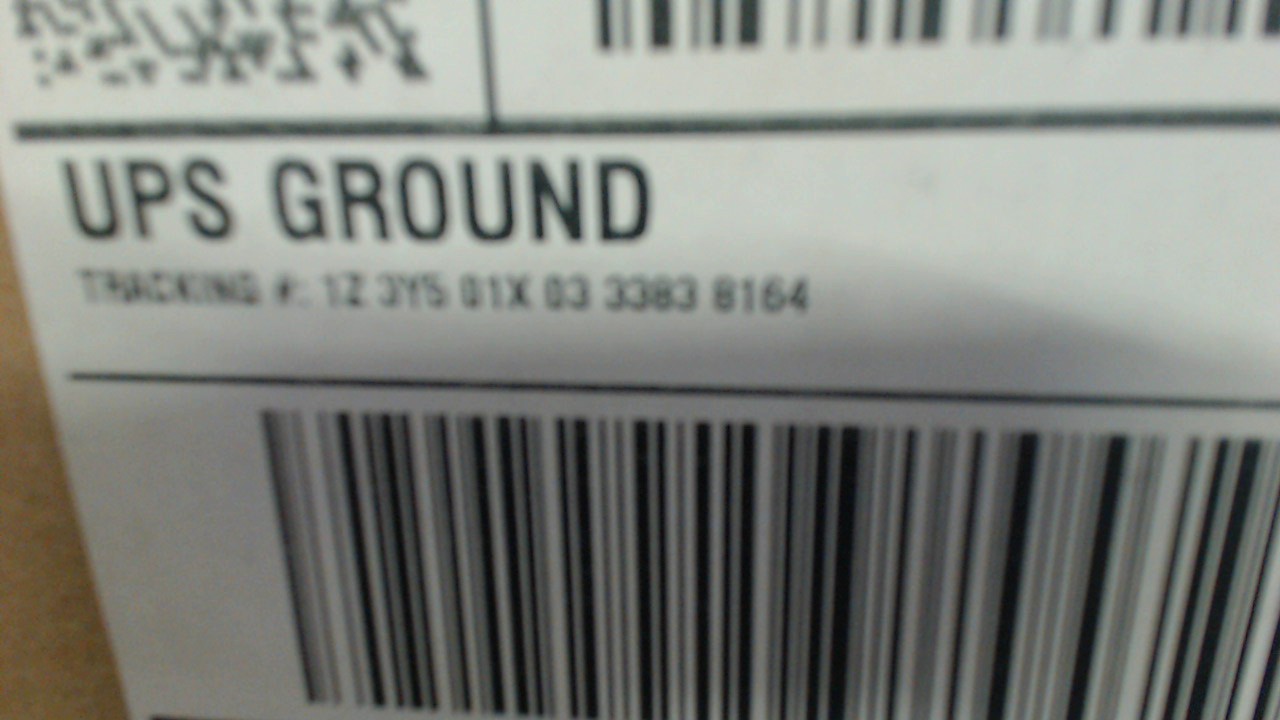 UPS GROUND
TRACKING #: 1Z 3Y5 01X 03 3383 8164